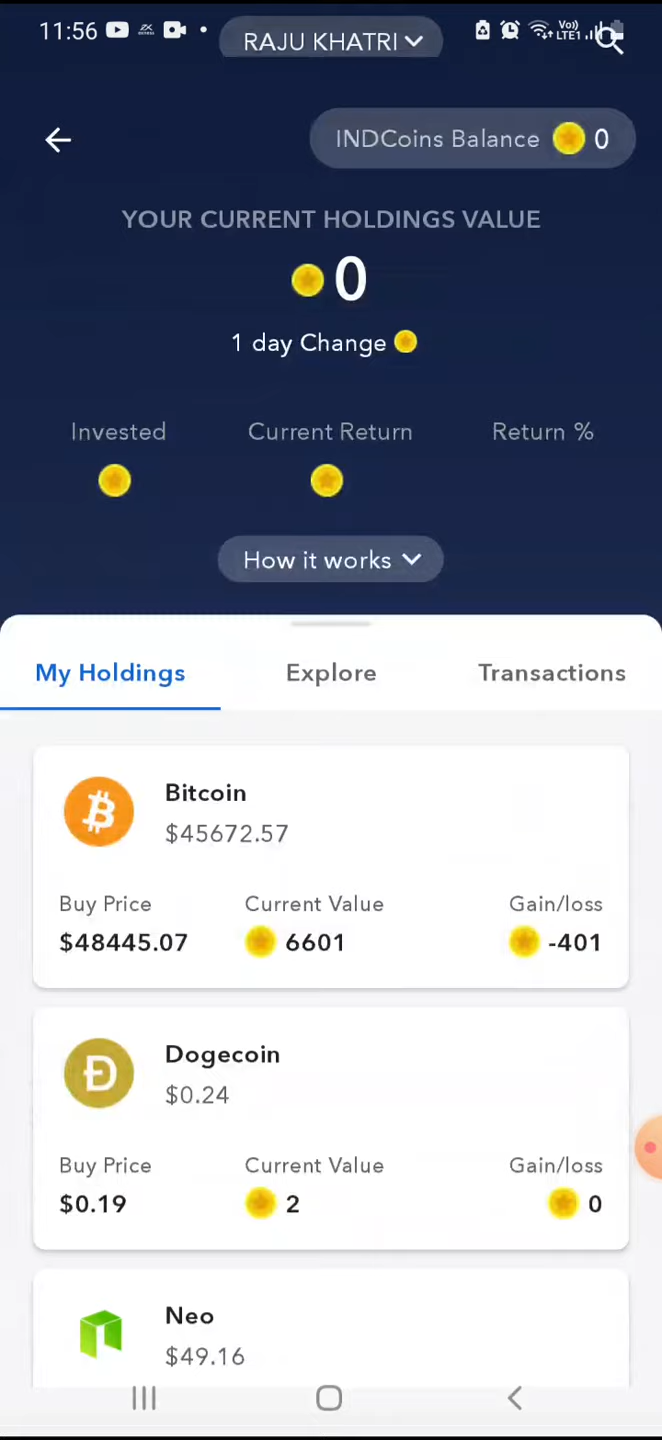 11:56
RAJU KHATRI
Vo))
LTE1
INDCoins Balance 0
YOUR CURRENT HOLDINGS VALUE
0
1 day Change
Invested Current Return Return %
How it works
My Holdings Explore Transactions
Bitcoin
$45672.57
Buy Price Current Value Gain/loss
$48445.07 6601 -401
Dogecoin
$0.24
Buy Price Current Value Gain/loss
$0.19 2 0
Neo
$49.16